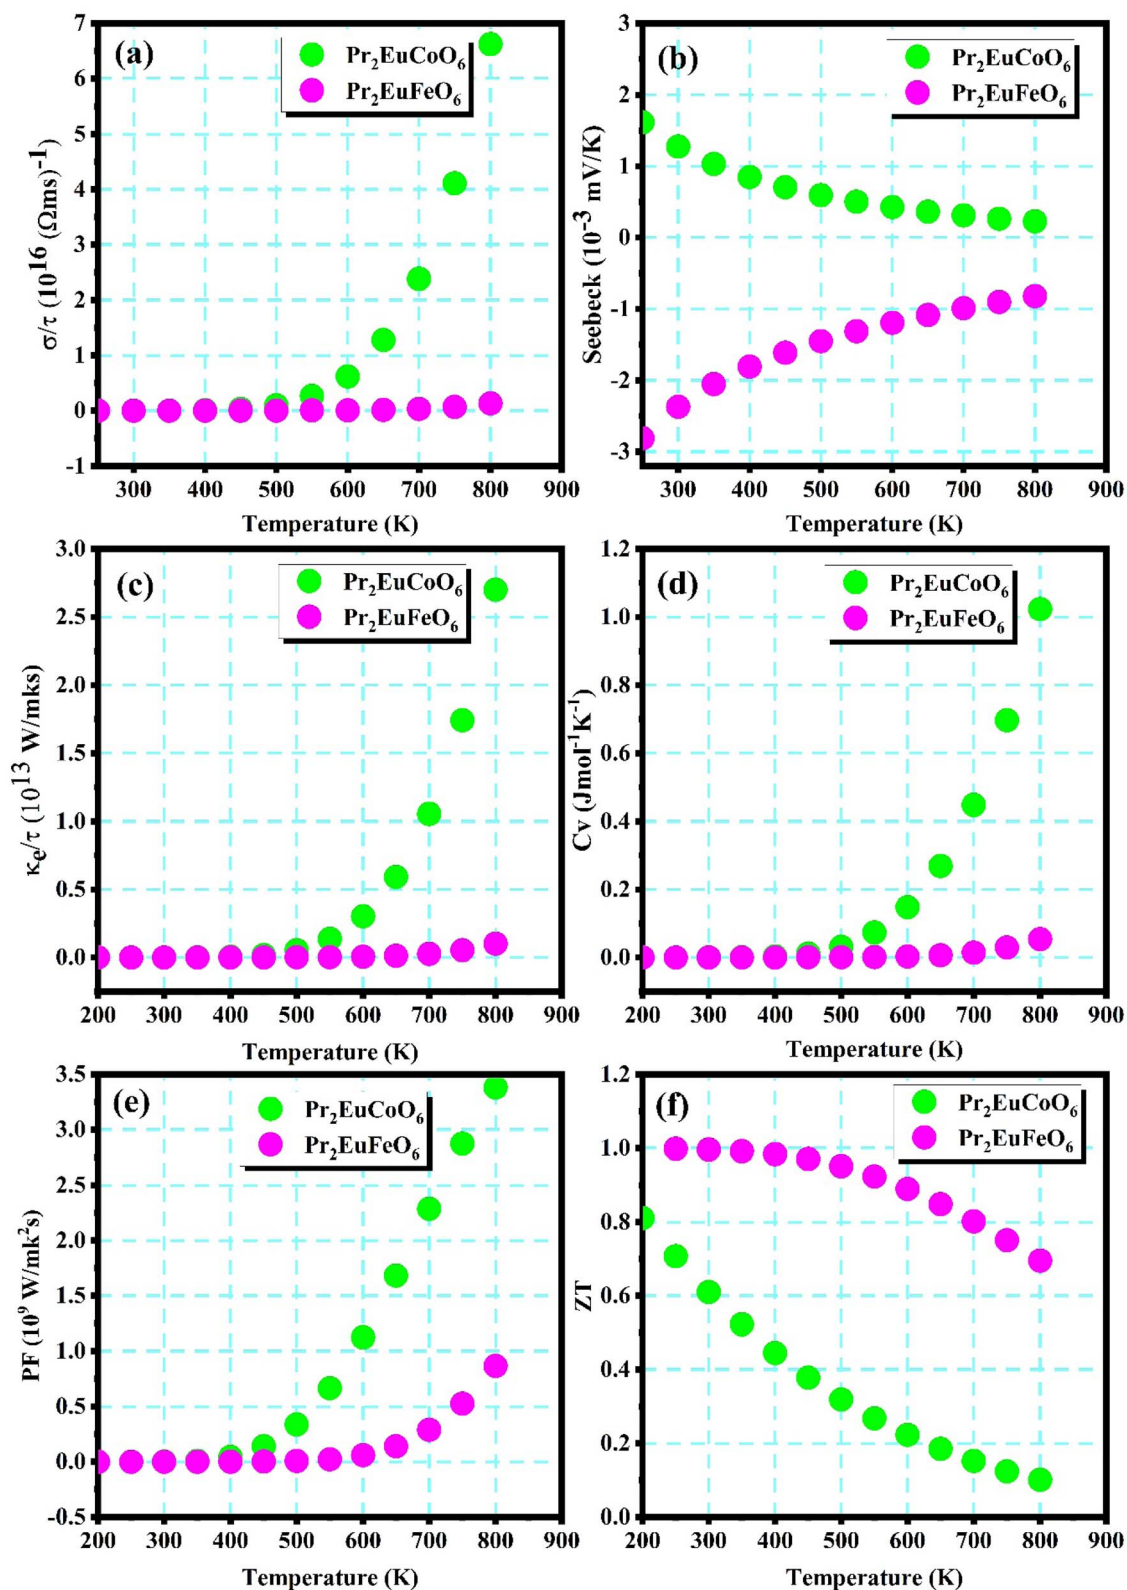 (a)
Pr₂EuCoO₆
Pr₂EuFeO₆
7
6
5
4
3
2
1
0
-1
σ/τ (10¹⁶ (Ωms)⁻¹
300 400 500 600 700 800 900
Temperature (K)
(b)
Pr₂EuCoO₆
Pr₂EuFeO₆
3
2
1
0
-1
-2
-3
Seebeck (10⁻³ mV/K)
300 400 500 600 700 800 900
Temperature (K)
(c)
Pr₂EuCoO₆
Pr₂EuFeO₆
3.0
2.5
2.0
1.5
1.0
0.5
0.0
κe/τ (10¹³ W/mks)
200 300 400 500 600 700 800 900
Temperature (K)
(d)
Pr₂EuCoO₆
Pr₂EuFeO₆
1.2
1.0
0.8
0.6
0.4
0.2
0.0
Cv (Jmol⁻¹K⁻¹)
200 300 400 500 600 700 800 900
Temperature (K)
(e)
Pr₂EuCoO₆
Pr₂EuFeO₆
3.5
3.0
2.5
2.0
1.5
1.0
0.5
0.0
-0.5
PF (10⁹ W/mk²s)
200 300 400 500 600 700 800 900
Temperature (K)
(f)
Pr₂EuCoO₆
Pr₂EuFeO₆
1.2
1.0
0.8
0.6
0.4
0.2
0.0
ZT
200 300 400 500 600 700 800 900
Temperature (K)